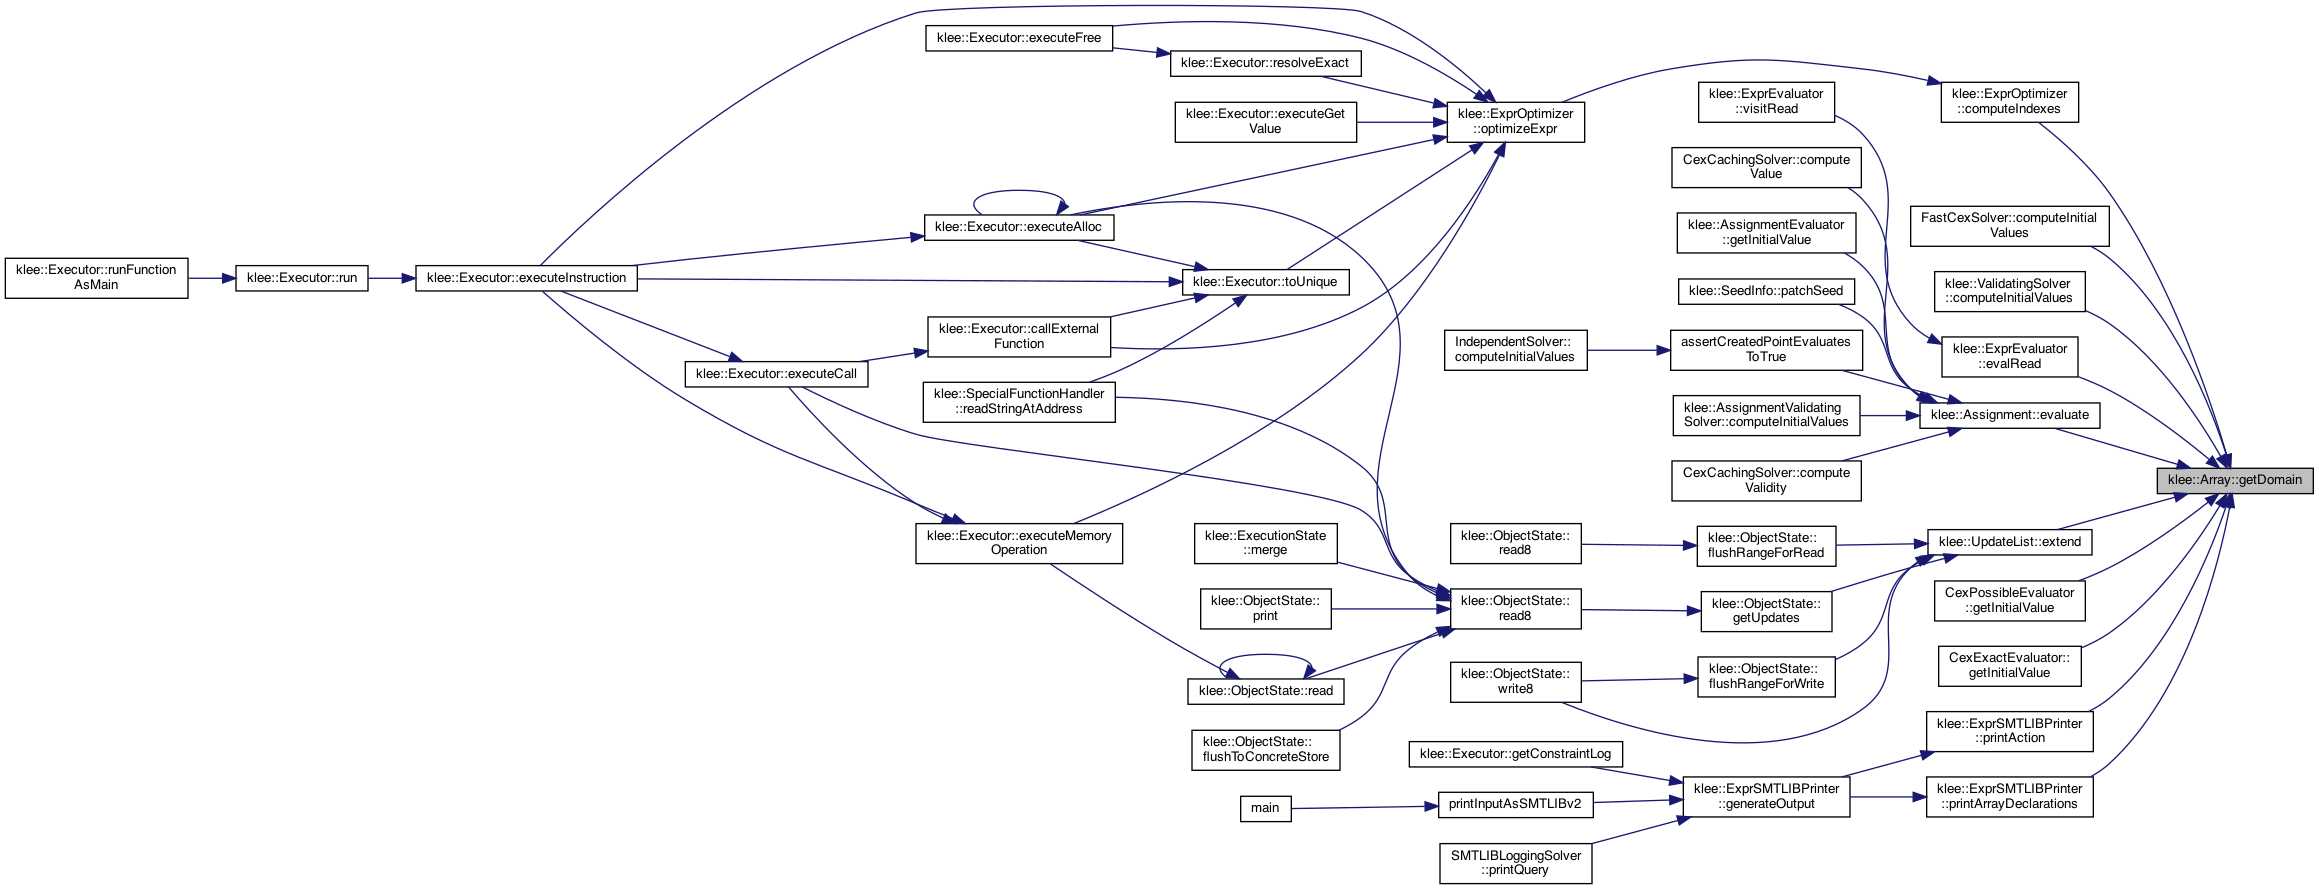 klee::Executor::runFunction
AsMain
klee::Executor::run
klee::Executor::executeInstruction
klee::Executor::executeCall
klee::Executor::executeFree
klee::Executor::executeAlloc
klee::Executor::callExternal
Function
klee::SpecialFunctionHandler
::readStringAtAddress
klee::Executor::executeMemory
Operation
klee::Executor::resolveExact
klee::Executor::executeGet
Value
klee::Executor::toUnique
klee::ExecutionState
::merge
klee::ObjectState::
print
klee::ObjectState::read
klee::ObjectState::
flushToConcreteStore
main
klee::ExprOptimizer
::optimizeExpr
IndependentSolver::
computeInitialValues
klee::ObjectState::
read8
klee::ObjectState::
read8
klee::ObjectState::
write8
klee::Executor::getConstraintLog
printInputAsSMTLIBv2
SMTLIBLoggingSolver
::printQuery
klee::ExprEvaluator
::visitRead
CexCachingSolver::compute
Value
klee::AssignmentEvaluator
::getInitialValue
klee::SeedInfo::patchSeed
assertCreatedPointEvaluates
ToTrue
klee::AssignmentValidating
Solver::computeInitialValues
CexCachingSolver::compute
Validity
klee::ObjectState::
flushRangeForRead
klee::ObjectState::
getUpdates
klee::ObjectState::
flushRangeForWrite
klee::ExprSMTLIBPrinter
::generateOutput
klee::ExprOptimizer
::computeIndexes
FastCexSolver::computeInitial
Values
klee::ValidatingSolver
::computeInitialValues
klee::ExprEvaluator
::evalRead
klee::Assignment::evaluate
klee::UpdateList::extend
CexPossibleEvaluator
::getInitialValue
CexExactEvaluator::
getInitialValue
klee::ExprSMTLIBPrinter
::printAction
klee::ExprSMTLIBPrinter
::printArrayDeclarations
klee::Array::getDomain